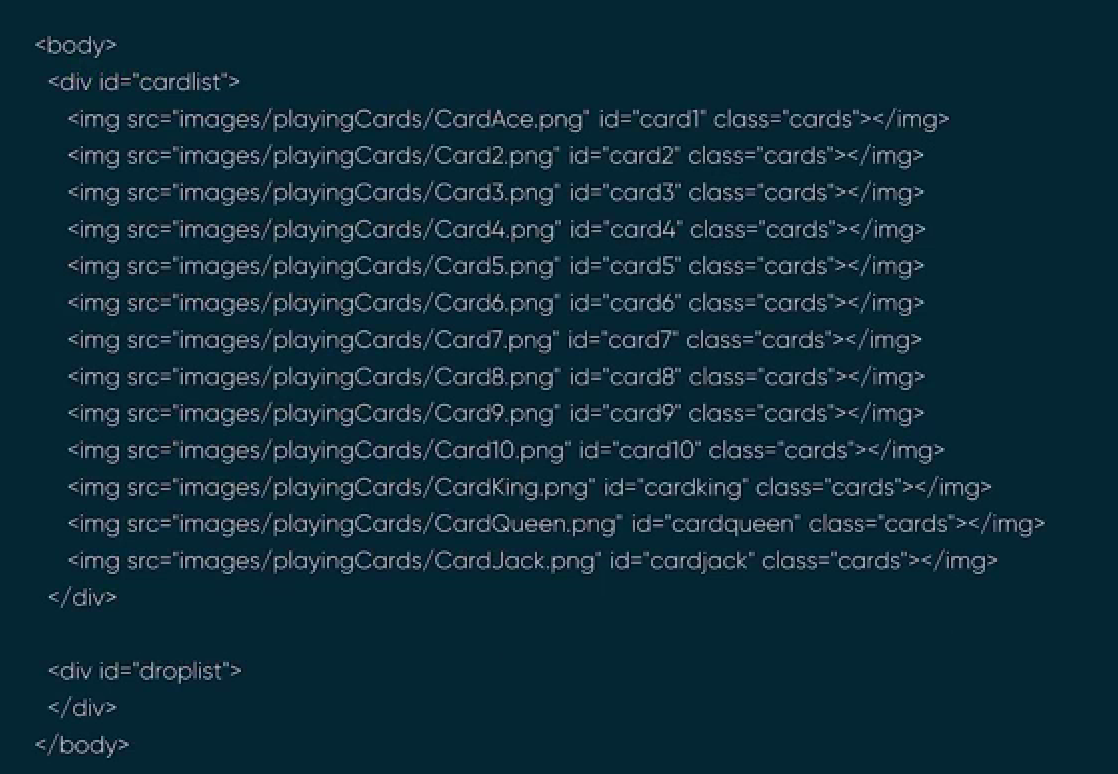 <body>
<div id="cardlist">
<img src="images/playingCards/CardAce.png" id="card1" class="cards"></img>
<img src="images/playingCards/Card2.png" id="card2" class="cards"></img>
<img src="images/playingCards/Card3.png" id="card3" class="cards"></img>
<img src="images/playingCards/Card4.png" id="card4" class="cards"></img>
<img src="images/playingCards/Card5.png" id="card5" class="cards"></img>
<img src="images/playingCards/Card6.png" id="card6" class="cards"></img>
<img src="images/playingCards/Card7.png" id="card7" class="cards"></img>
<img src="images/playingCards/Card8.png" id="card8" class="cards"></img>
<img src="images/playingCards/Card9.png" id="card9" class="cards"></img>
<img src="images/playingCards/Card10.png" id="card10" class="cards"></img>
<img src="images/playingCards/CardKing.png" id="cardking" class="cards"></img>
<img src="images/playingCards/CardQueen.png" id="cardqueen" class="cards"></img>
<img src="images/playingCards/CardJack.png" id="cardjack" class="cards"></img>
</div>
<div id="droplist">
</div>
</body>